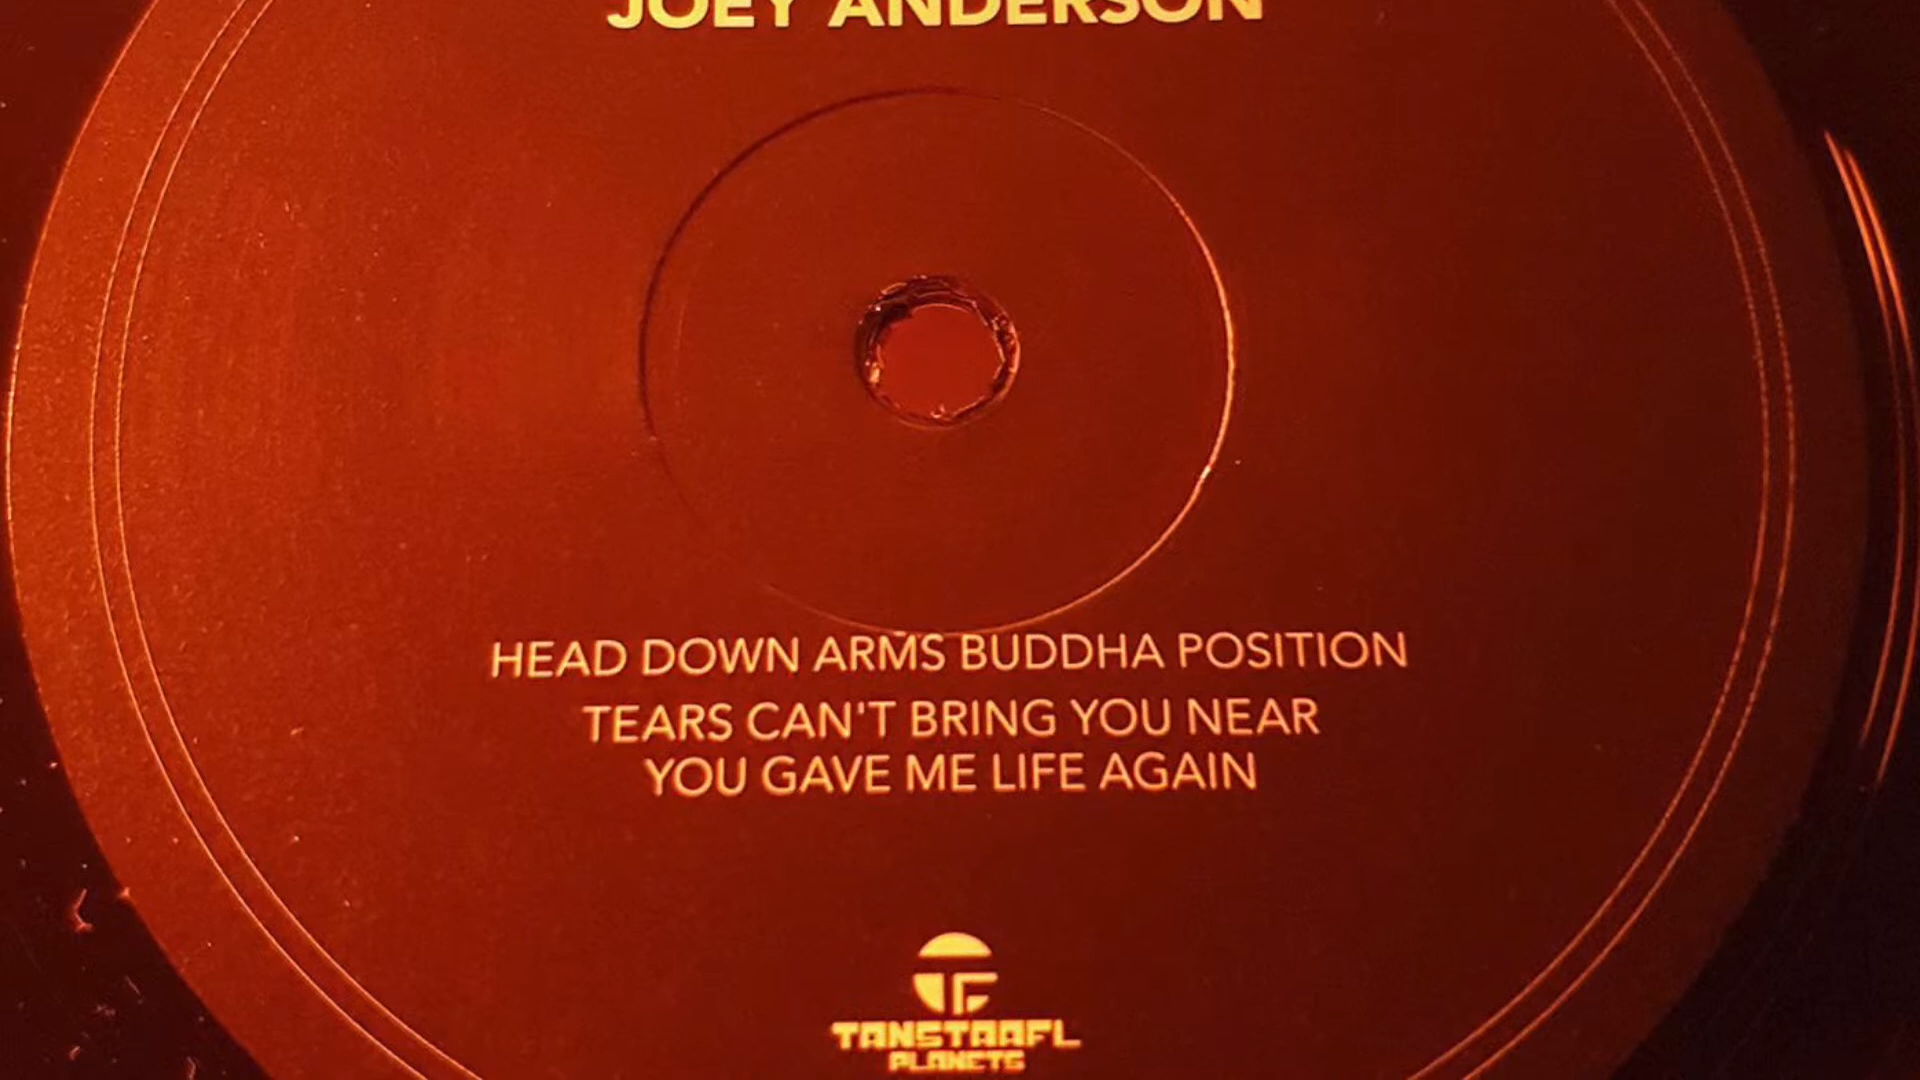 JOEY ANDERSON
HEAD DOWN ARMS BUDDHA POSITION
TEARS CAN'T BRING YOU NEAR
YOU GAVE ME LIFE AGAIN
TANSTAAFL
PLANETS